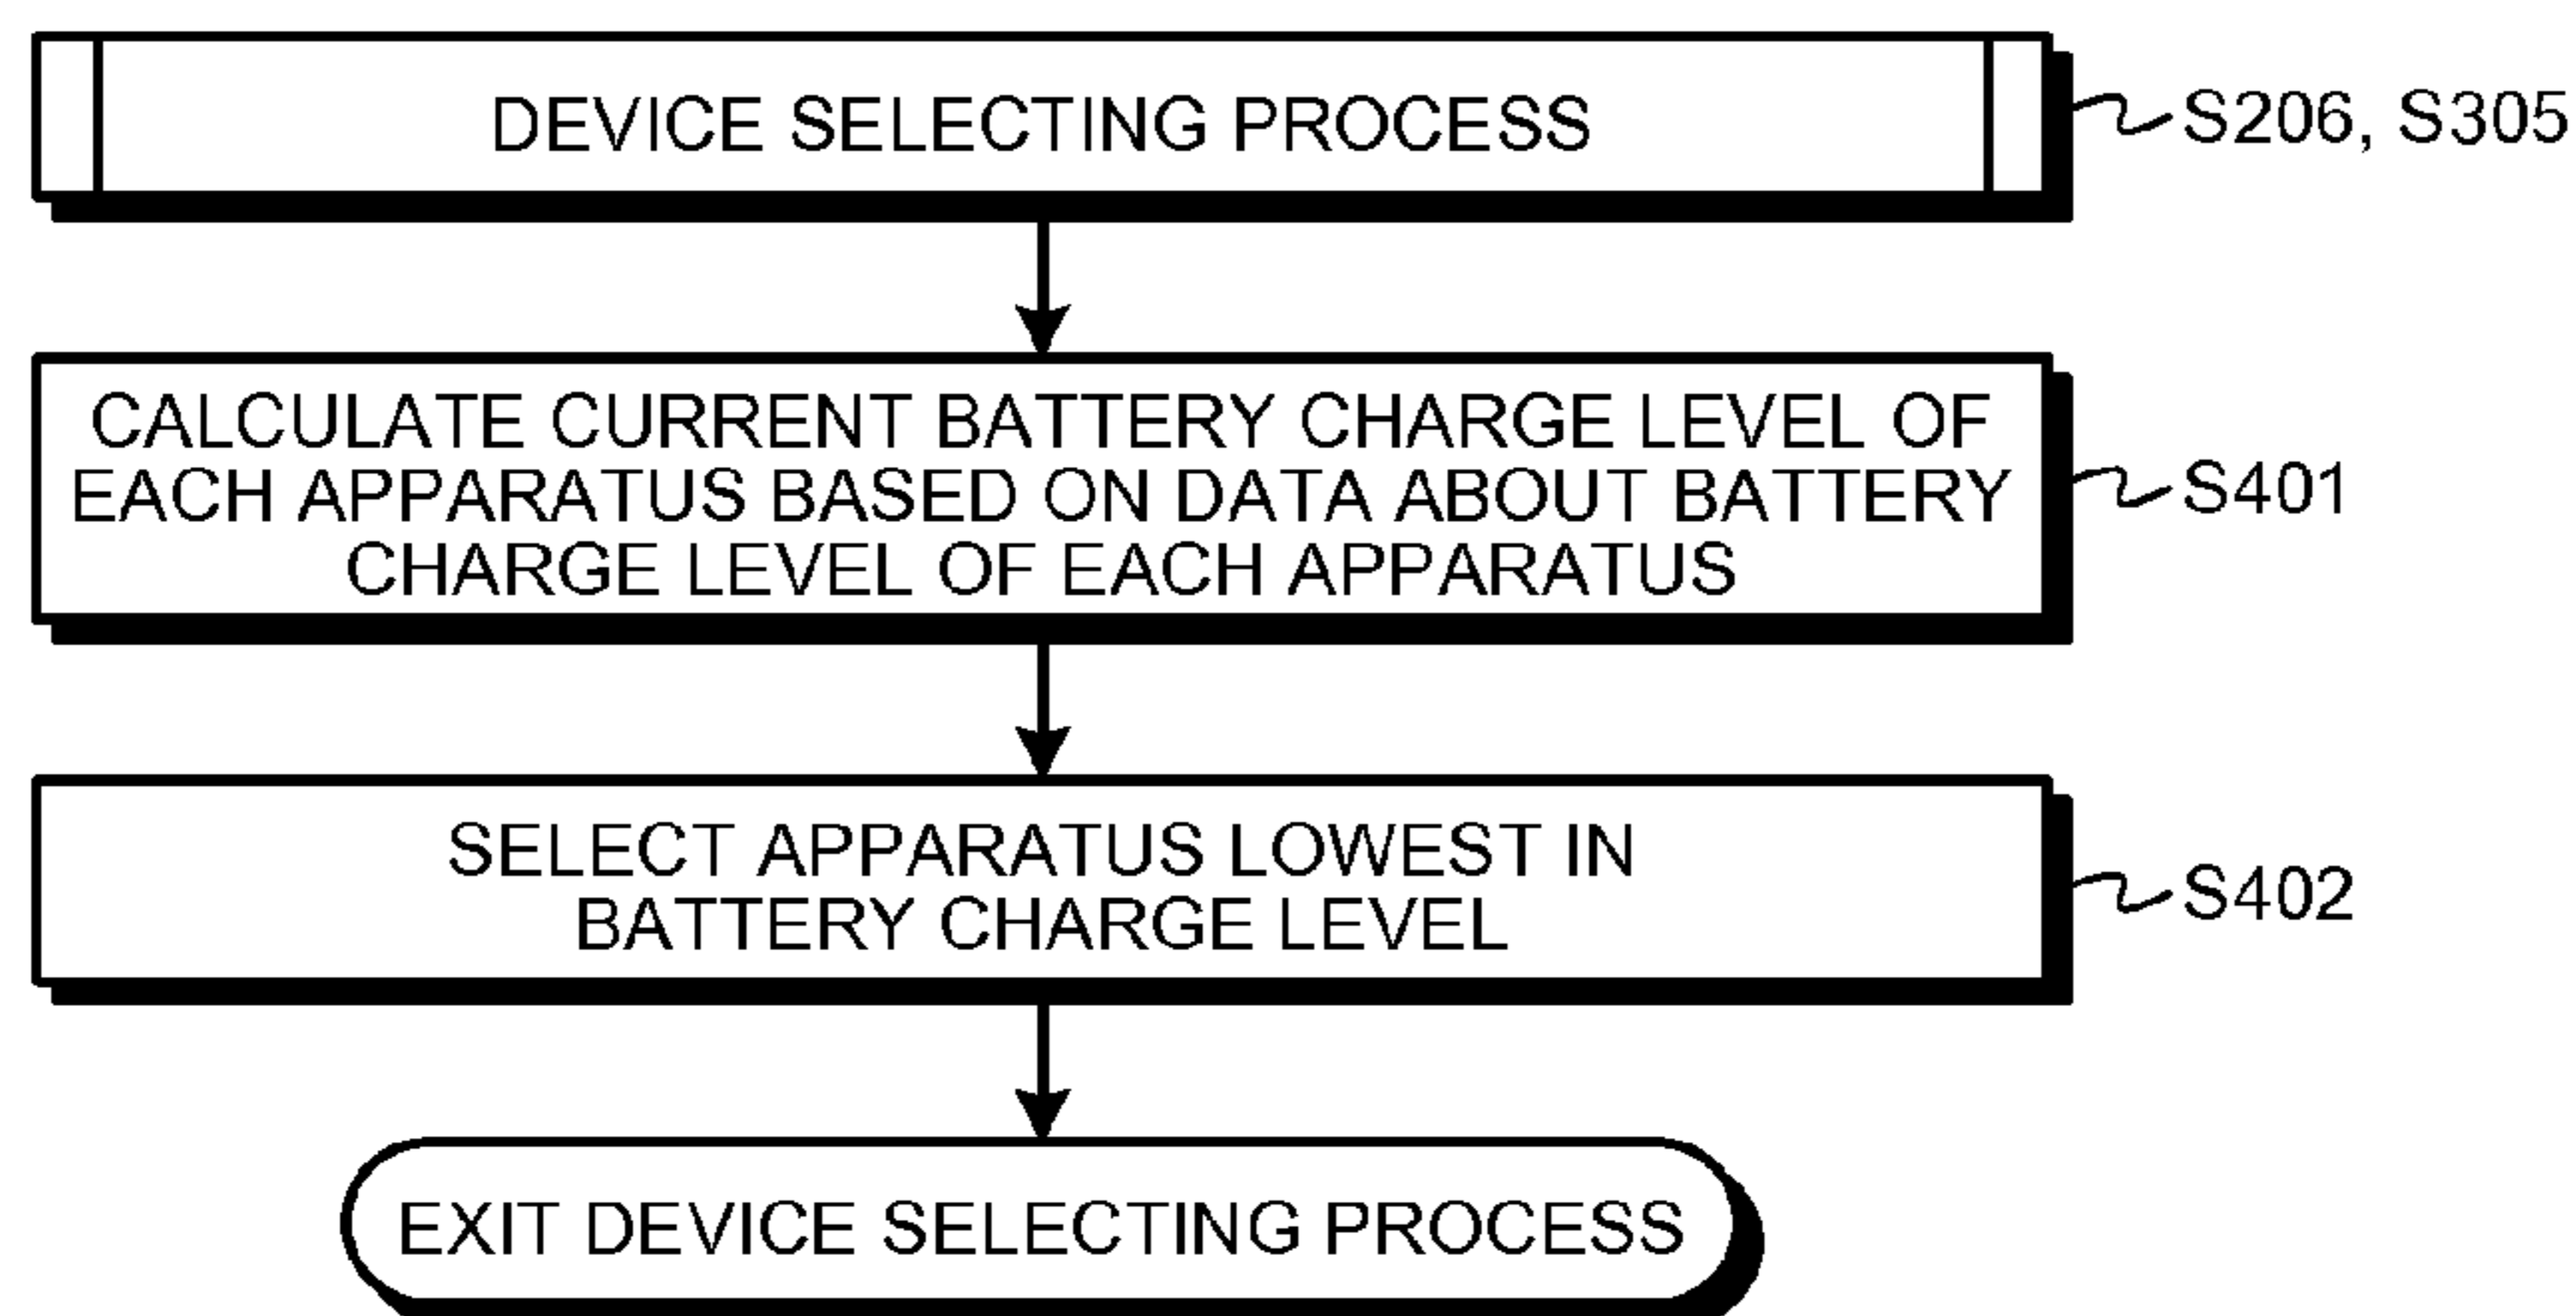 DEVICE SELECTING PROCESS
S206, S305
CALCULATE CURRENT BATTERY CHARGE LEVEL OF
EACH APPARATUS BASED ON DATA ABOUT BATTERY
CHARGE LEVEL OF EACH APPARATUS
S401
SELECT APPARATUS LOWEST IN
BATTERY CHARGE LEVEL
S402
EXIT DEVICE SELECTING PROCESS